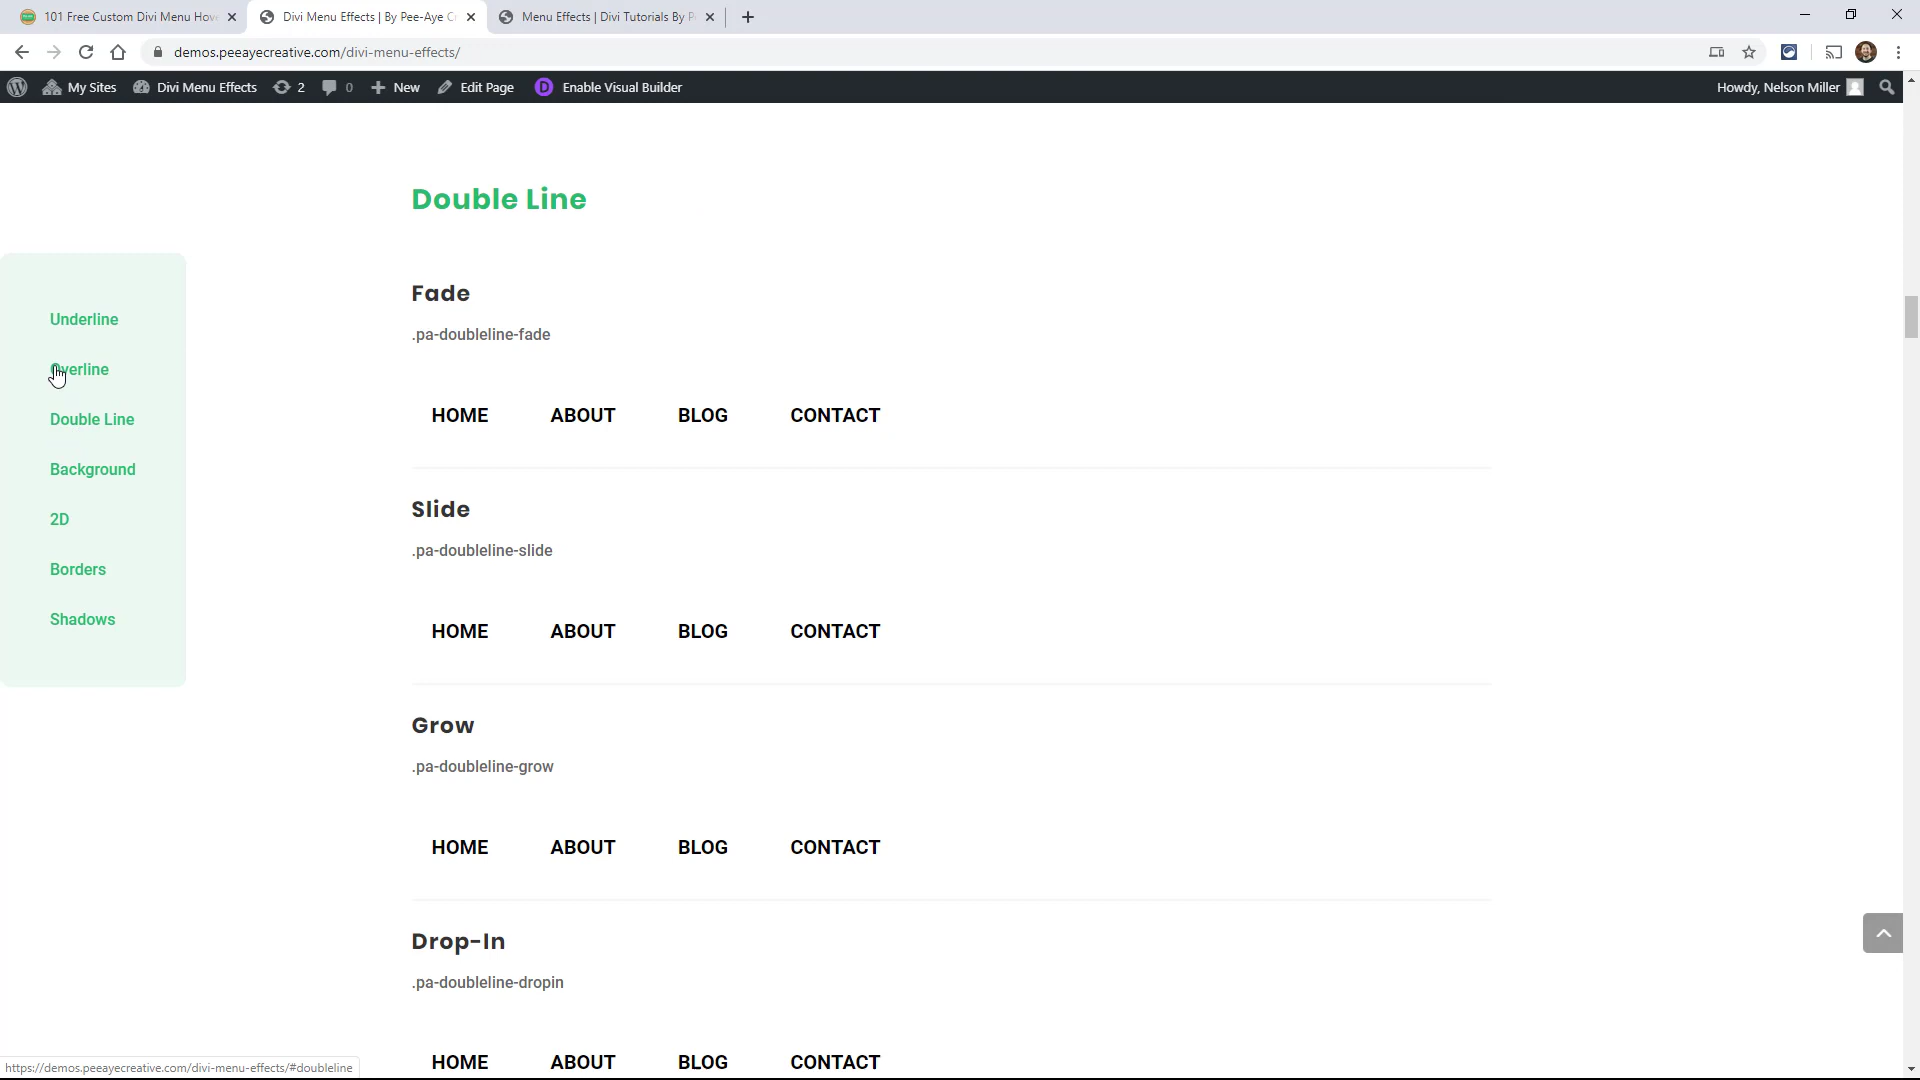 101 Free Custom Divi Menu Hov
Divi Menu Effects | By Pee-Aye C
Menu Effects | Divi Tutorials By P
demos.peeayecreative.com/divi-menu-effects/
My Sites
Divi Menu Effects
2
0
New
Edit Page
Enable Visual Builder
Howdy, Nelson Miller
Double Line
Fade
.pa-doubleline-fade
HOME ABOUT BLOG CONTACT
Slide
.pa-doubleline-slide
HOME ABOUT BLOG CONTACT
Grow
.pa-doubleline-grow
HOME ABOUT BLOG CONTACT
Drop-In
.pa-doubleline-dropin
HOME ABOUT BLOG CONTACT
Underline
Overline
Double Line
Background
2D
Borders
Shadows
https://demos.peeayecreative.com/divi-menu-effects/#doubleline